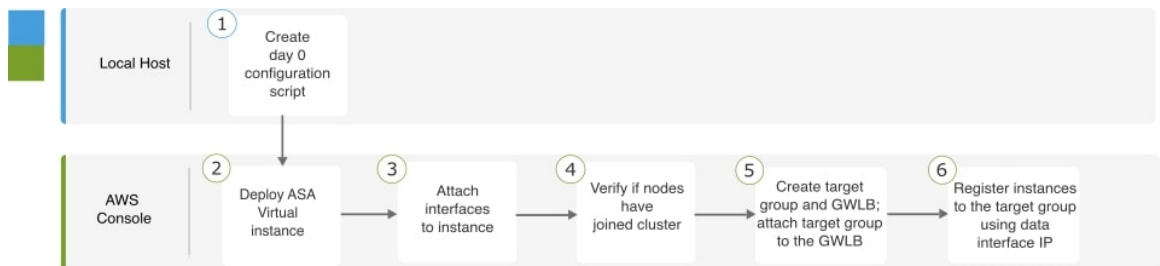 1
Local Host
Create
day 0
configuration
script
AWS
Console
2
Deploy ASA
Virtual
instance
3
Attach
interfaces
to instance
4
Verify if nodes
have
joined cluster
5
Create target
group and GWLB;
attach target group
to the GWLB
6
Register instances
to the target group
using data
interface IP